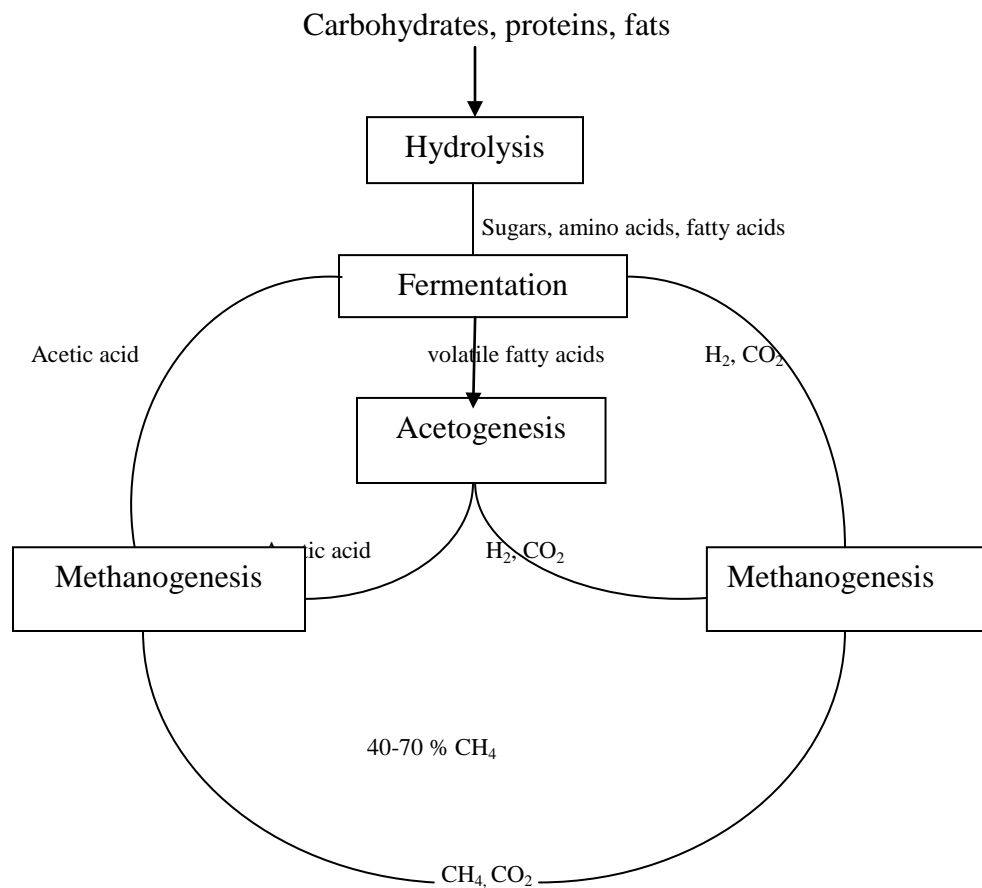 Carbohydrates, proteins, fats
Hydrolysis
Sugars, amino acids, fatty acids
Fermentation
Acetic acid
volatile fatty acids
H₂, CO₂
Acetogenesis
Acetic acid
H₂, CO₂
Methanogenesis
Methanogenesis
40-70 % CH₄
CH₄, CO₂